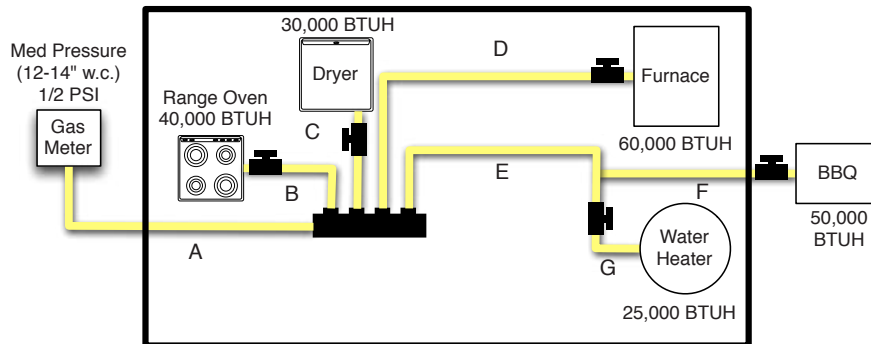 Med Pressure
(12-14" w.c.)
1/2 PSI
Gas
Meter
A
Range Oven
40,000 BTUH
B
30,000 BTUH
Dryer
C
D
Furnace
60,000 BTUH
E
F
BBQ
50,000
BTUH
G
Water
Heater
25,000 BTUH